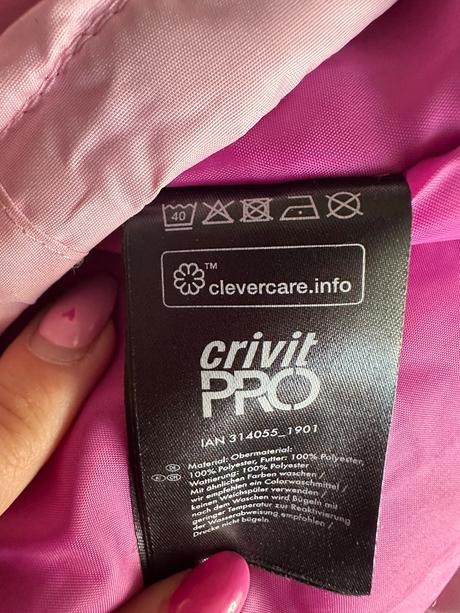 40
™
clevercare.info
crivit
PRO
IAN 314055_1901
Material: Obermaterial:
100% Polyester, Futter: 100% Polyester
Wattierung: 100% Polyester
Mit ähnlichen Farben waschen /
wir empfehlen ein Colorwaschmittel
keinen Weichspüler verwenden /
nach dem Waschen wird Bügeln mit
geringer Temperatur zur Reaktivierung
der Wasserabweisung empfohlen /
Drucke nicht bügeln